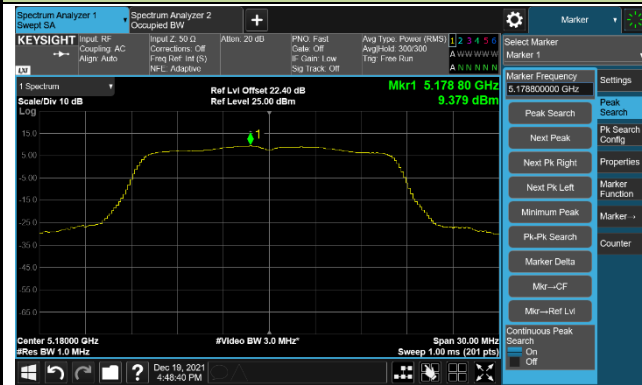 Spectrum Analyzer 1
Swept SA
Spectrum Analyzer 2
Occupied BW
+
Marker
KEYSIGHT
Input: RF
Coupling: AC
Align: Auto
Input Z: 50 Ω
Corrections: Off
Freq Ref: Int (S)
NFE: Adaptive
Atten: 20 dB
PNO: Fast
Gate: Off
IF Gain: Low
Sig Track: Off
Avg Type: Power (RMS)
Avg|Hold: 300/300
Trig: Free Run
1 2 3 4 5 6
A W W W W W
A N N N N N
LXI
Select Marker
Marker 1
1 Spectrum
Scale/Div 10 dB
Log
Ref Lvl Offset 22.40 dB
Ref Level 25.00 dBm
Mkr1 5.178 80 GHz
9.379 dBm
1
15.0
5.00
-5.00
-15.0
-25.0
-35.0
-45.0
-55.0
-65.0
Center 5.18000 GHz
#Res BW 1.0 MHz
#Video BW 3.0 MHz*
Span 30.00 MHz
Sweep 1.00 ms (201 pts)
Marker Frequency
5.178800000 GHz
Peak Search
Next Peak
Next Pk Right
Next Pk Left
Minimum Peak
Pk-Pk Search
Marker Delta
Mkr→CF
Mkr→Ref Lvl
Continuous Peak
Search
On
Off
Settings
Peak
Search
Pk Search
Config
Properties
Marker
Function
Marker→
Counter
?
Dec 19, 2021
4:48:40 PM